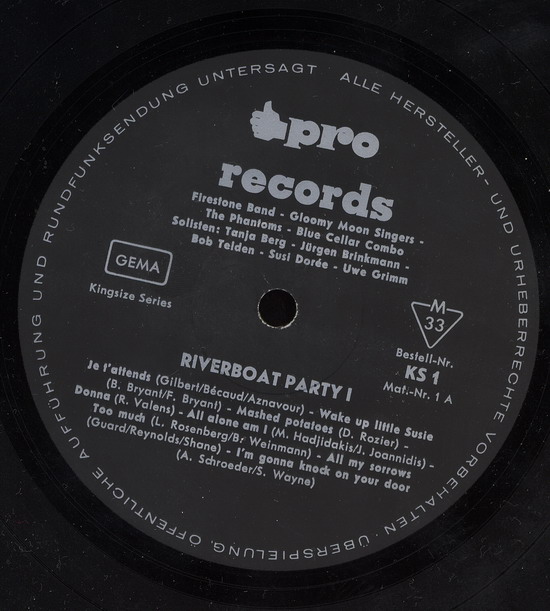 ALLE HERSTELLER- UND URHEBERRECHTE VORBEHALTEN · ÜBERSPIELUNG, ÖFFENTLICHE AUFFÜHRUNG UND RUNDFUNKSENDUNG UNTERSAGT
pro
records
Firestone Band - Gloomy Moon Singers -
The Phantoms - Blue Cellar Combo
Solisten: Tanja Berg - Jürgen Brinkmann -
Bob Telden - Susi Dorée - Uwe Grimm
GEMA
Kingsize Series
M
33
Bestell-Nr.
KS 1
Mat.-Nr. 1 A
RIVERBOAT PARTY I
Je t'attends (Gilbert/Bécaud/Aznavour) - Wake up little Susie
(B. Bryant/F. Bryant) - Mashed potatoes (D. Rozier) -
Donna (R. Valens) - All alone am I (M. Hadjidakis/J. Joannidis) -
Too much (L. Rosenberg/B. Weinmann) - All my sorrows
(Guard/Reynolds/Shane) - I'm gonna knock on your door
(A. Schroeder/S. Wayne)